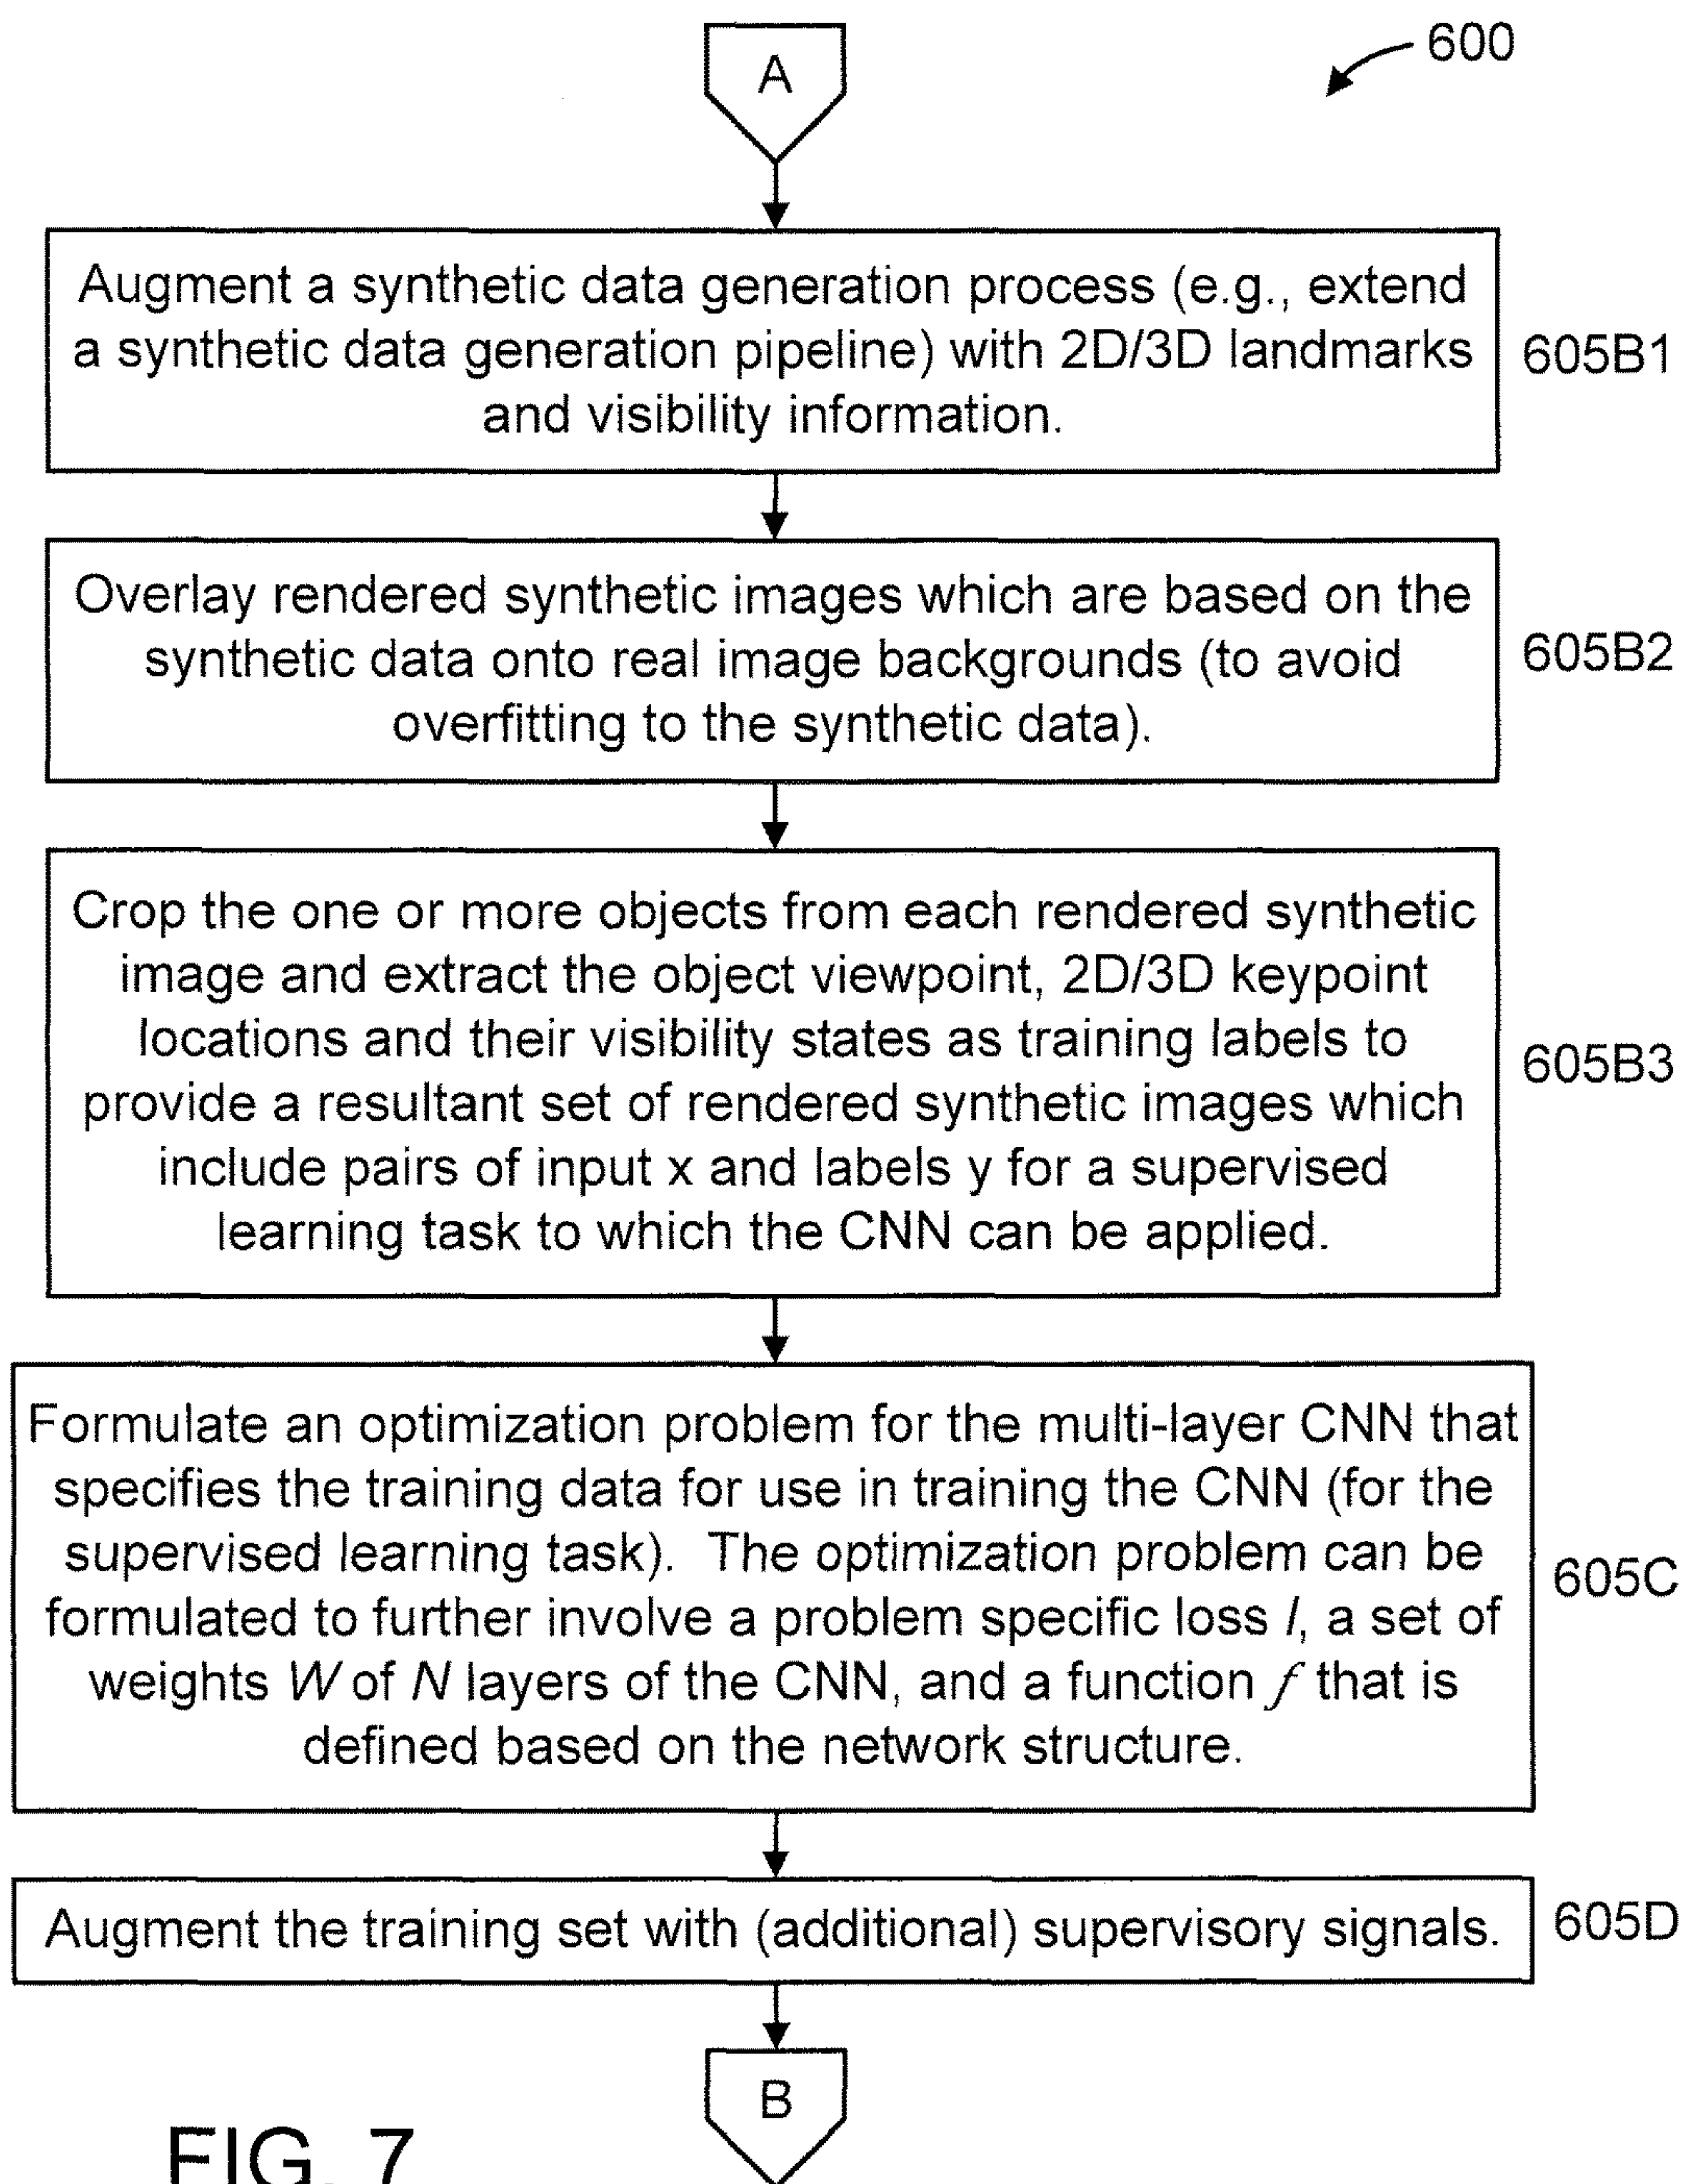 A
600
Augment a synthetic data generation process (e.g., extend
a synthetic data generation pipeline) with 2D/3D landmarks
and visibility information.
605B1
Overlay rendered synthetic images which are based on the
synthetic data onto real image backgrounds (to avoid
overfitting to the synthetic data).
605B2
Crop the one or more objects from each rendered synthetic
image and extract the object viewpoint, 2D/3D keypoint
locations and their visibility states as training labels to
provide a resultant set of rendered synthetic images which
include pairs of input x and labels y for a supervised
learning task to which the CNN can be applied.
605B3
Formulate an optimization problem for the multi-layer CNN that
specifies the training data for use in training the CNN (for the
supervised learning task). The optimization problem can be
formulated to further involve a problem specific loss l, a set of
weights W of N layers of the CNN, and a function f that is
defined based on the network structure.
605C
Augment the training set with (additional) supervisory signals.
605D
B
FIG. 7